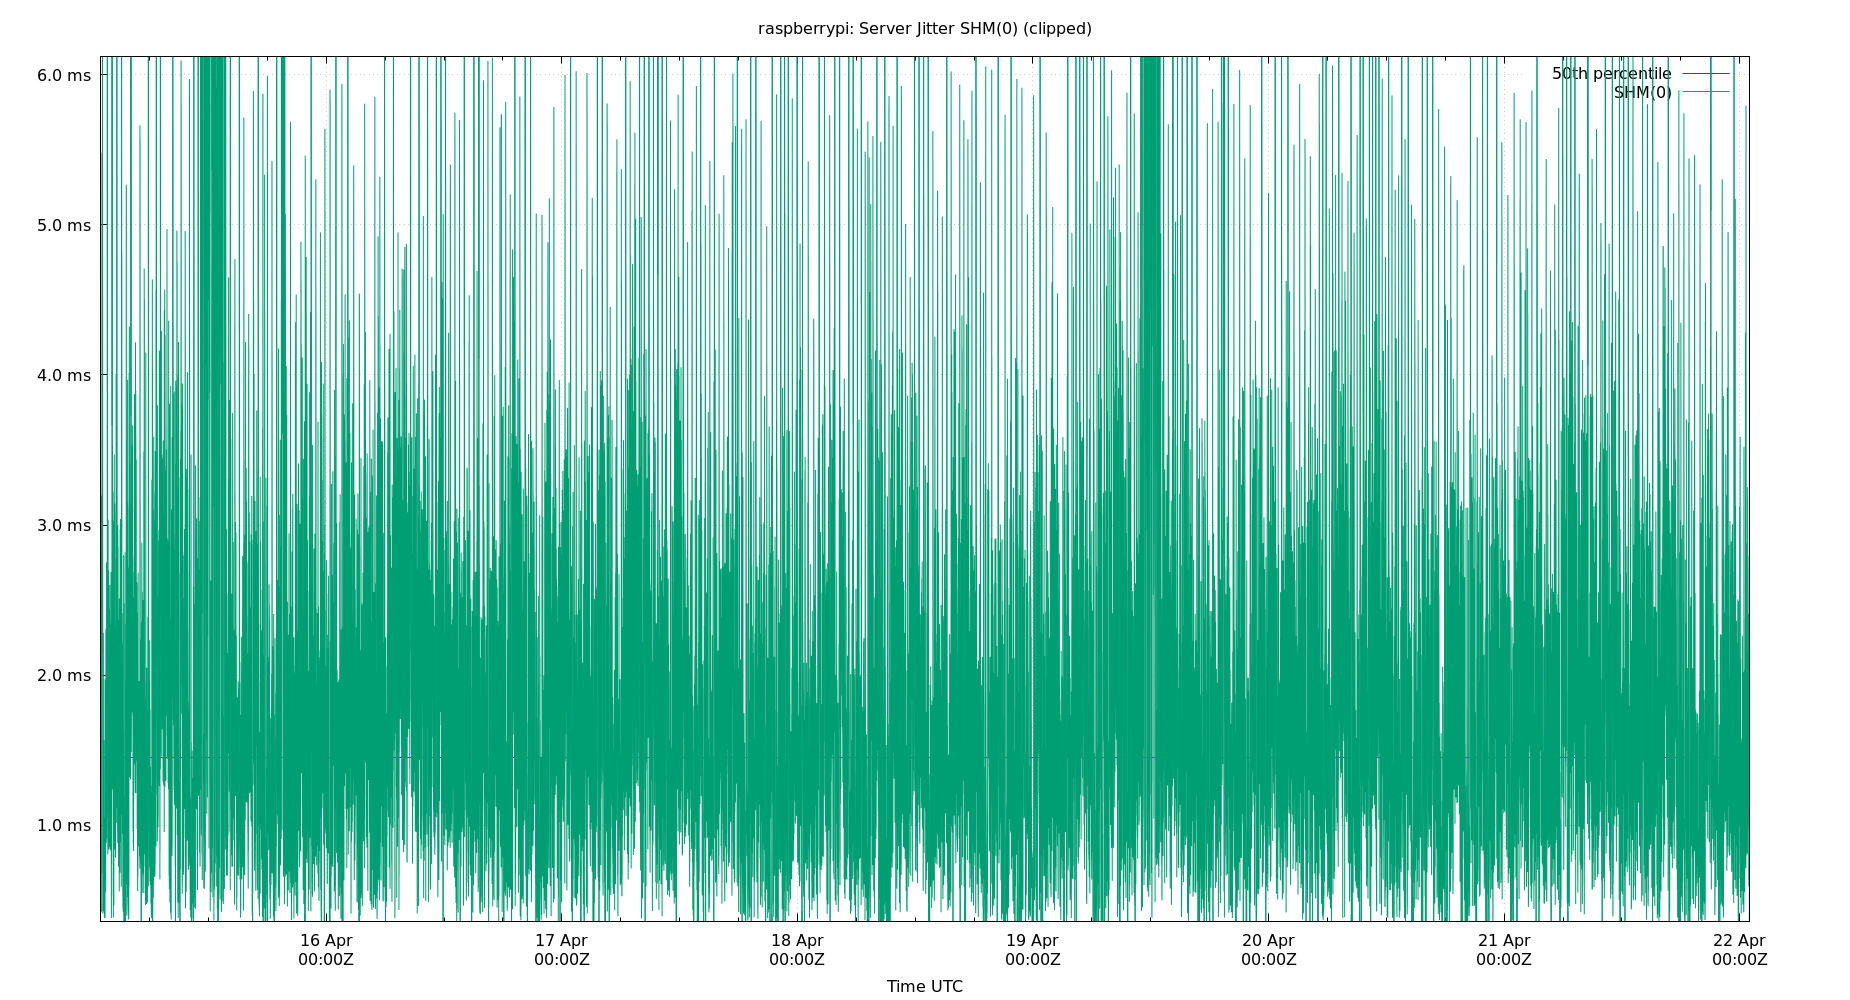 raspberrypi: Server Jitter SHM(0) (clipped)
6.0 ms
5.0 ms
4.0 ms
3.0 ms
2.0 ms
1.0 ms
50th percentile
SHM(0)
16 Apr
00:00Z
17 Apr
00:00Z
18 Apr
00:00Z
19 Apr
00:00Z
20 Apr
00:00Z
21 Apr
00:00Z
22 Apr
00:00Z
Time UTC